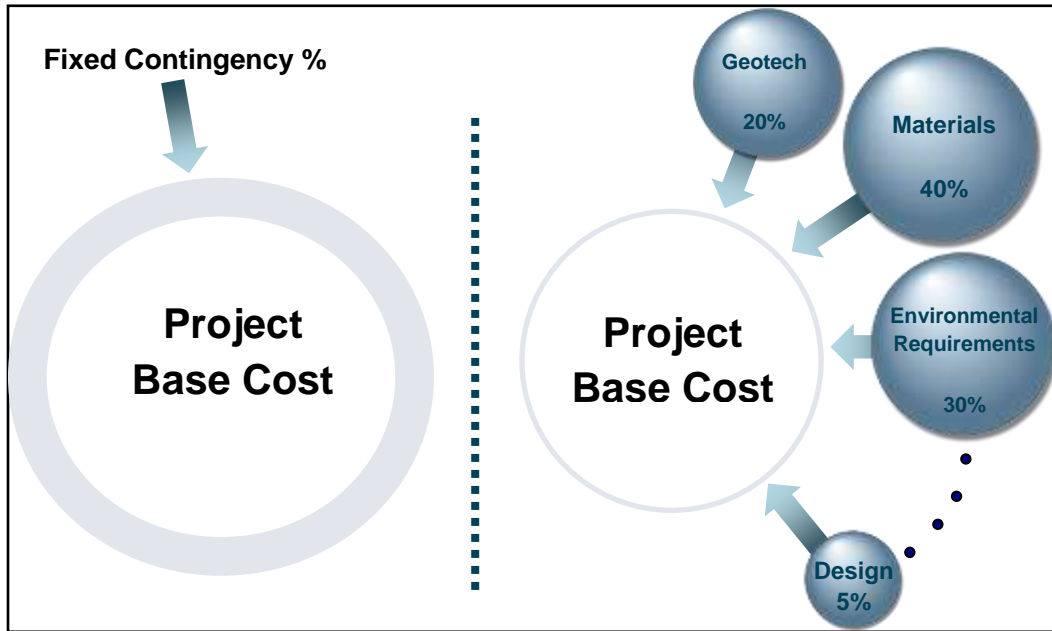 Fixed Contingency %
Project
Base Cost
Geotech
20%
Materials
40%
Project
Base Cost
Environmental
Requirements
30%
Design
5%